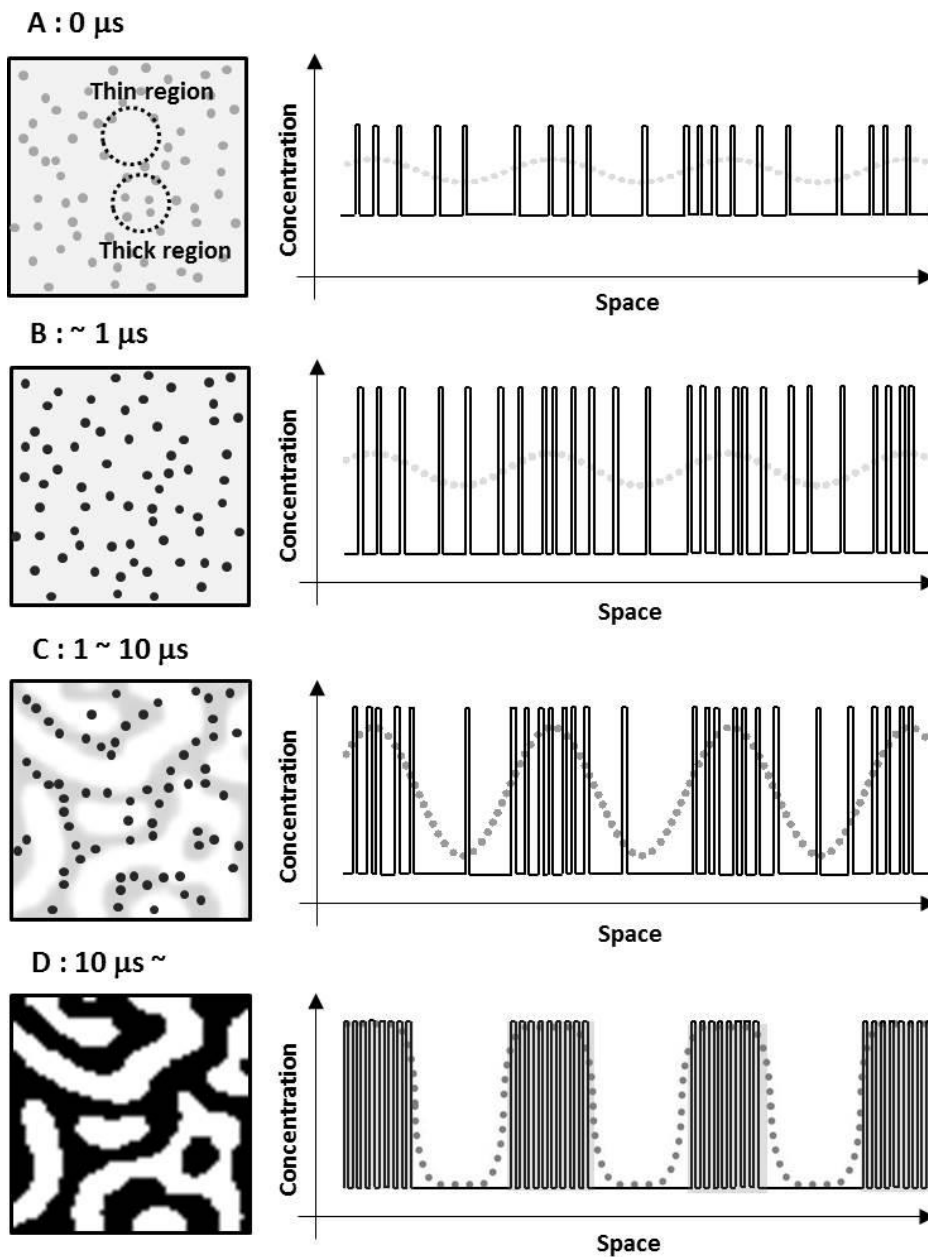 A : 0 μs
Thin region
Thick region
Concentration
Space
B : ~ 1 μs
Concentration
Space
C : 1 ~ 10 μs
Concentration
Space
D : 10 μs ~
Concentration
Space